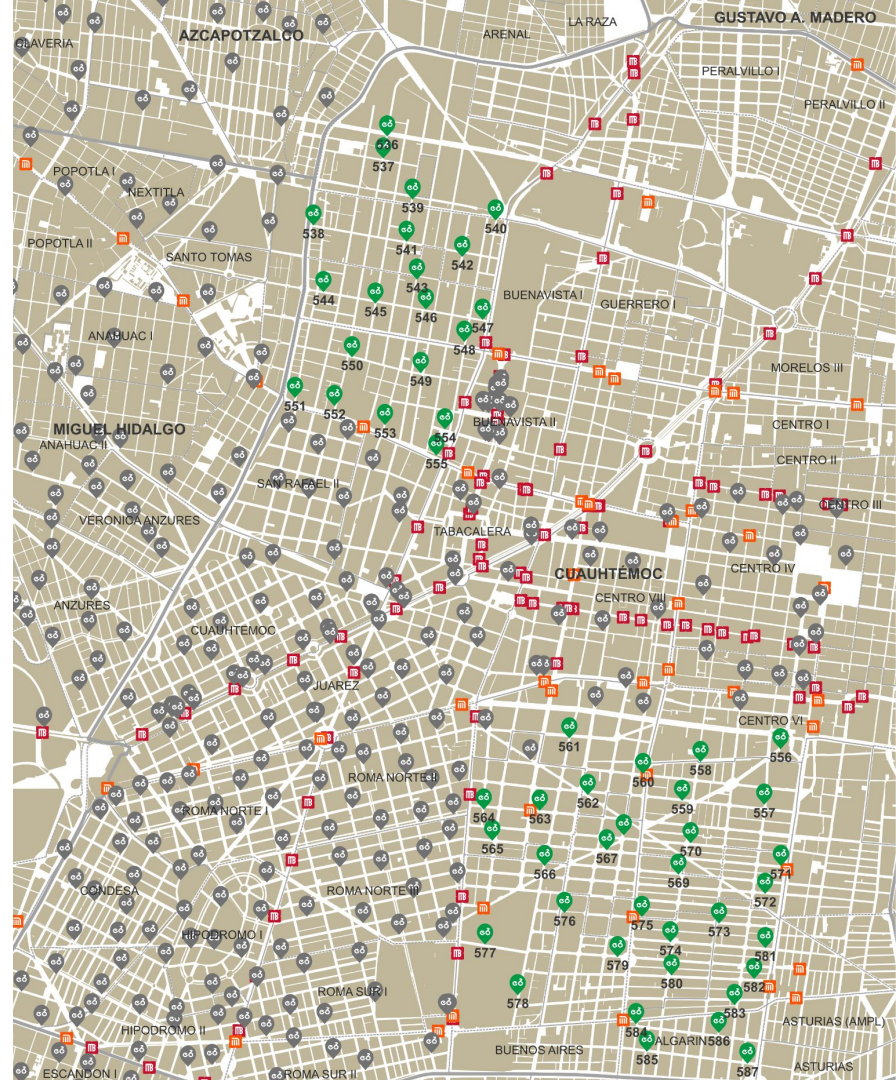 GUSTAVO A. MADERO
LA RAZA
AZCAPOTZALCO
ARENAL
CLAVERIA
PERALVILLO I
PERALVILLO II
536
537
POPOTLA I
NEXTITLA
539
538
540
POPOTLA II
541
542
SANTO TOMAS
543
544
545
546
BUENAVISTA I
GUERRERO I
547
548
ANAHUAC I
550
549
MORELOS III
551
552
553
554
BUENAVISTA II
CENTRO I
MIGUEL HIDALGO
ANAHUAC II
555
CENTRO II
SAN RAFAEL II
CENTRO III
VERONICA ANZURES
TABACALERA
CENTRO IV
CUAUHTÉMOC
CENTRO VIII
ANZURES
CUAUHTEMOC
JUAREZ
CENTRO VI
561
556
558
560
ROMA NORTE II
562
559
557
563
564
ROMA NORTE I
565
567
570
566
569
571
CONDESA
ROMA NORTE III
572
575
573
576
574
HIPODROMO I
577
579
581
580
582
ROMA SUR I
578
583
ASTURIAS (AMPL)
HIPODROMO II
584
586
ALGARIN
585
BUENOS AIRES
587
ASTURIAS
ESCANDON I
ROMA SUR II